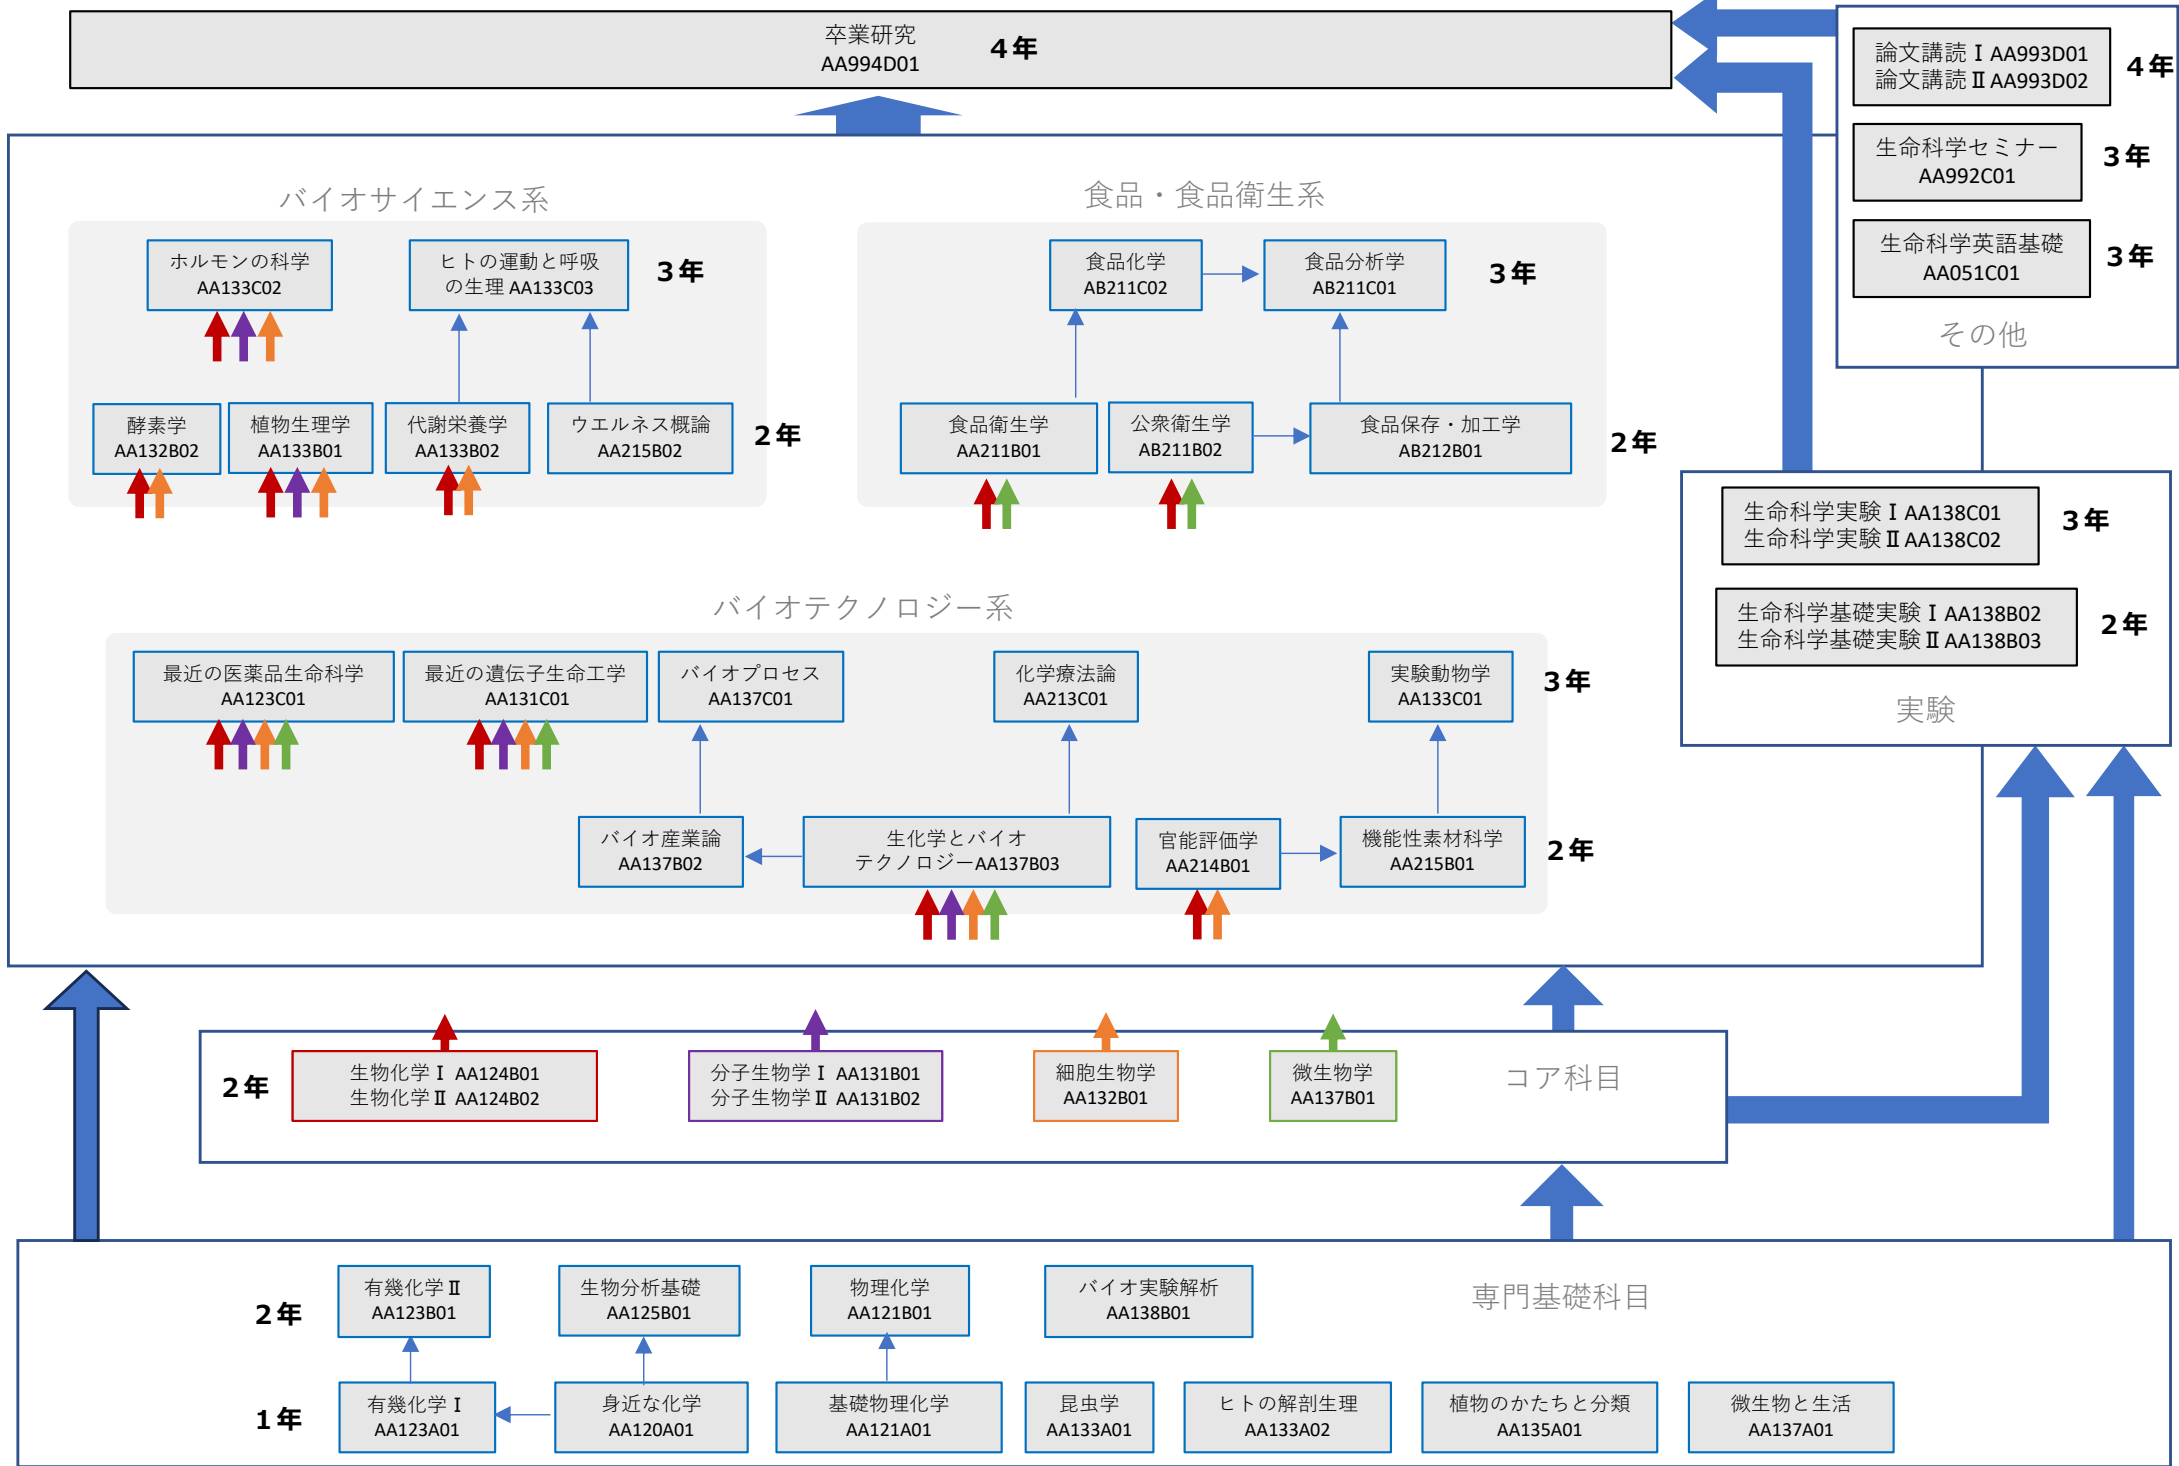 卒業研究
AA994D01
４年
論文講読Ⅰ AA993D01
論文講読Ⅱ AA993D02
４年
生命科学セミナー
AA992C01
３年
生命科学英語基礎
AA051C01
３年
その他
バイオサイエンス系
ホルモンの科学
AA133C02
ヒトの運動と呼吸
の生理 AA133C03
３年
酵素学
AA132B02
植物生理学
AA133B01
代謝栄養学
AA133B02
ウエルネス概論
AA215B02
２年
食品・食品衛生系
食品化学
AB211C02
食品分析学
AB211C01
３年
食品衛生学
AA211B01
公衆衛生学
AB211B02
食品保存・加工学
AB212B01
２年
生命科学実験Ⅰ AA138C01
生命科学実験Ⅱ AA138C02
３年
生命科学基礎実験Ⅰ AA138B02
生命科学基礎実験Ⅱ AA138B03
２年
実験
バイオテクノロジー系
最近の医薬品生命科学
AA123C01
最近の遺伝子生命工学
AA131C01
バイオプロセス
AA137C01
化学療法論
AA213C01
実験動物学
AA133C01
３年
バイオ産業論
AA137B02
生化学とバイオ
テクノロジーAA137B03
官能評価学
AA214B01
機能性素材科学
AA215B01
２年
２年
生物化学Ⅰ AA124B01
生物化学Ⅱ AA124B02
分子生物学Ⅰ AA131B01
分子生物学Ⅱ AA131B02
細胞生物学
AA132B01
微生物学
AA137B01
コア科目
２年
有機化学Ⅱ
AA123B01
生物分析基礎
AA125B01
物理化学
AA121B01
バイオ実験解析
AA138B01
専門基礎科目
１年
有機化学Ⅰ
AA123A01
身近な化学
AA120A01
基礎物理化学
AA121A01
昆虫学
AA133A01
ヒトの解剖生理
AA133A02
植物のかたちと分類
AA135A01
微生物と生活
AA137A01